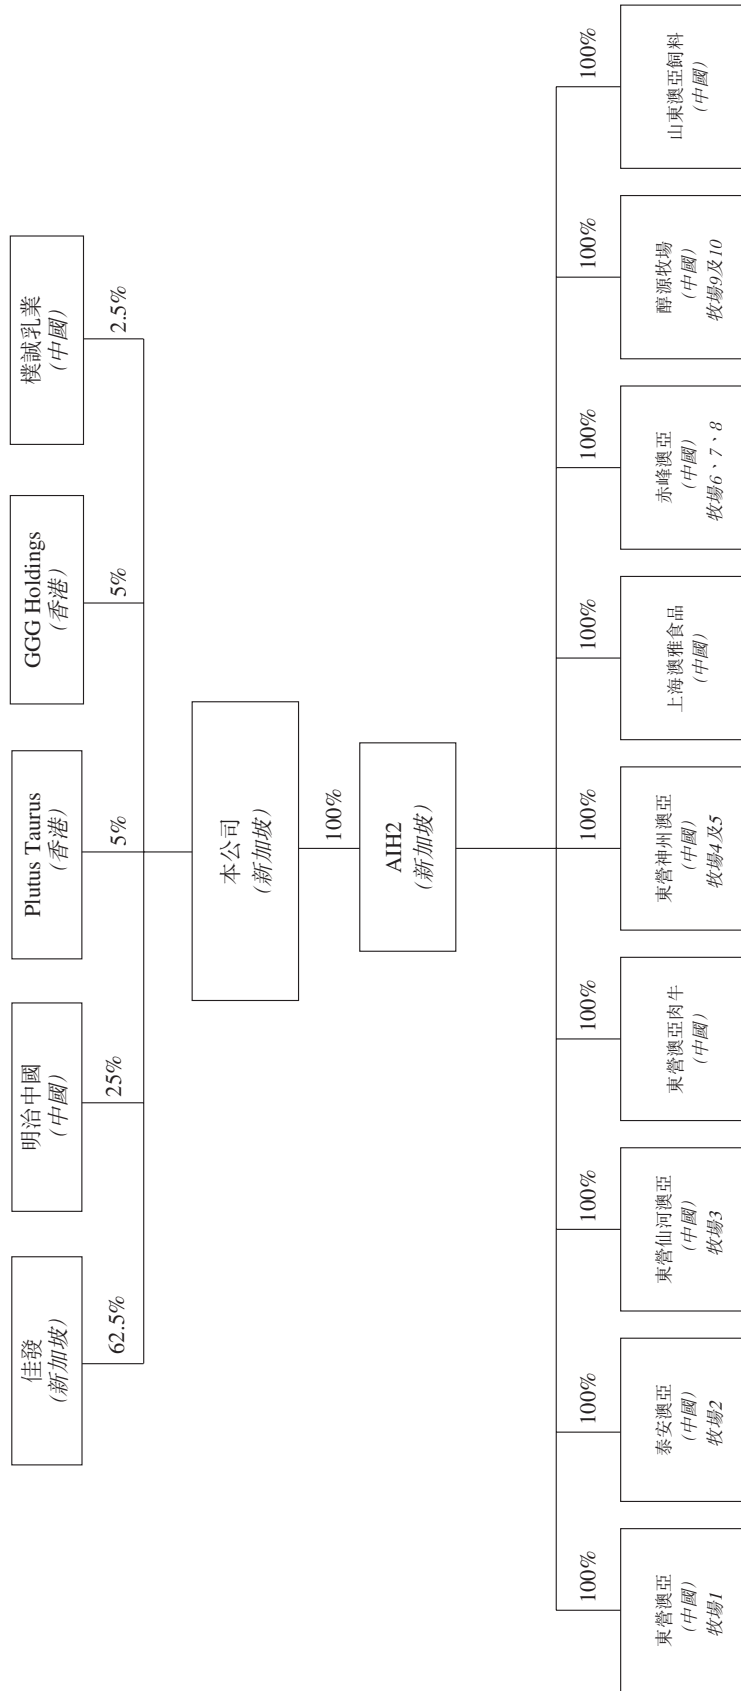 佳發
(新加坡)
62.5%
明治中國
(中國)
25%
Plutus Taurus
(香港)
5%
GGG Holdings
(香港)
5%
樸誠乳業
(中國)
2.5%
本公司
(新加坡)
100%
AIH2
(新加坡)
100%
東營澳亞
(中國)
牧場1
100%
泰安澳亞
(中國)
牧場2
100%
東營仙河澳亞
(中國)
牧場3
100%
東營澳亞肉牛
(中國)
100%
東營神州澳亞
(中國)
牧場4及5
100%
上海澳雅食品
(中國)
100%
赤峰澳亞
(中國)
牧場6、7、8
100%
醇源牧場
(中國)
牧場9及10
100%
山東澳亞飼料
(中國)